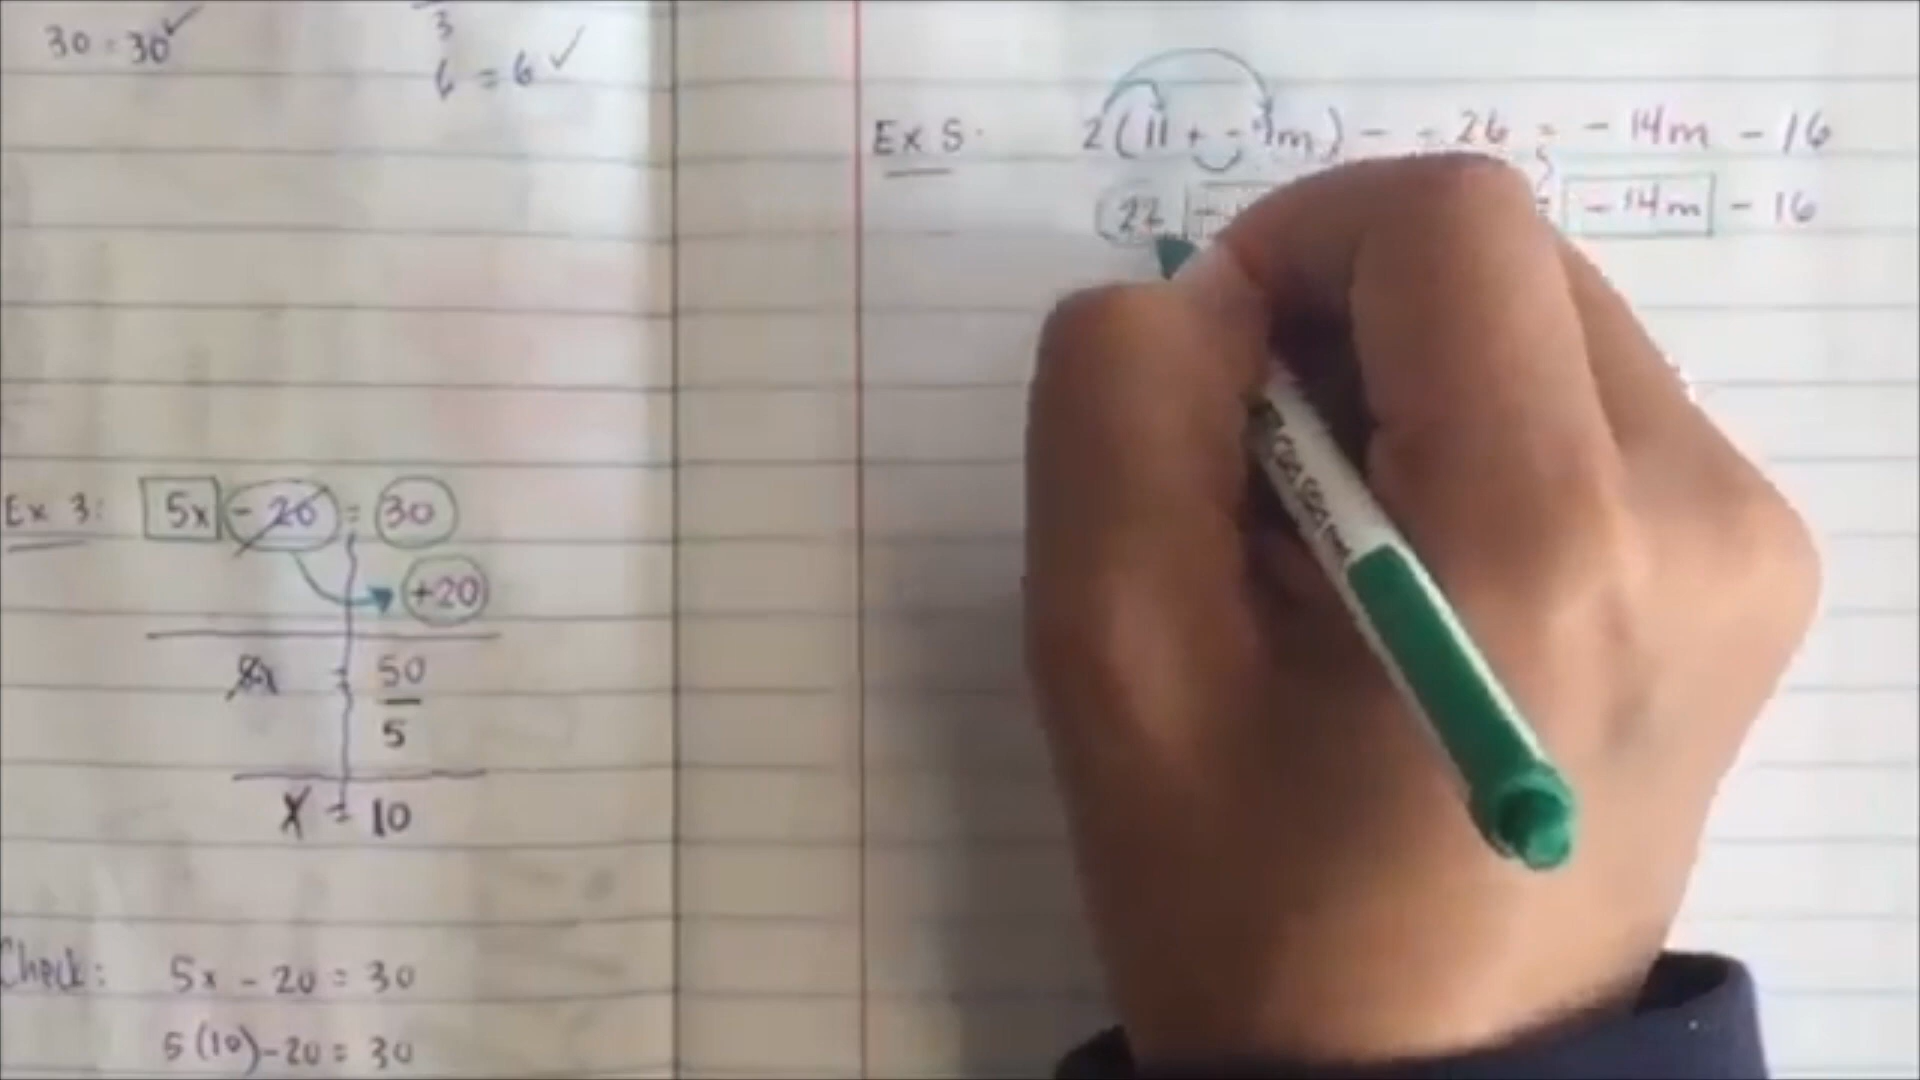 30 = 30 ✓
3
6 = 6 ✓
Ex 3: 5x - 20 = 30
+20
5x = 50
5
x = 10
Check: 5x - 20 = 30
5(10) - 20 = 30
Ex 5: 2(11 + - m) - - 26 = - 14m - 16
22 - = - 14m - 16